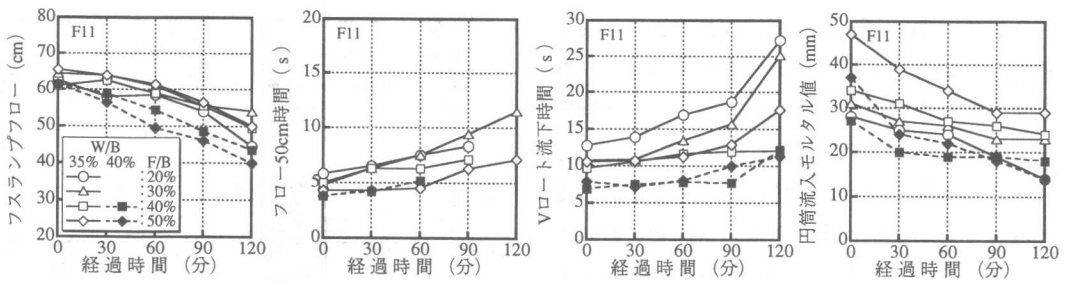 フスランプフロー (cm)
80
70
60
50
40
30
20
F11
W/B
35% 40% F/B
: 20%
: 30%
: 40%
: 50%
0 30 60 90 120
経過時間 (分)
フロー50cm時間 (s)
20
15
10
5
0
F11
0 30 60 90 120
経過時間 (分)
Vロート流下時間 (s)
30
25
20
15
10
5
0
F11
0 30 60 90 120
経過時間 (分)
円筒流入モルタル値 (mm)
50
40
30
20
10
0
F11
0 30 60 90 120
経過時間 (分)